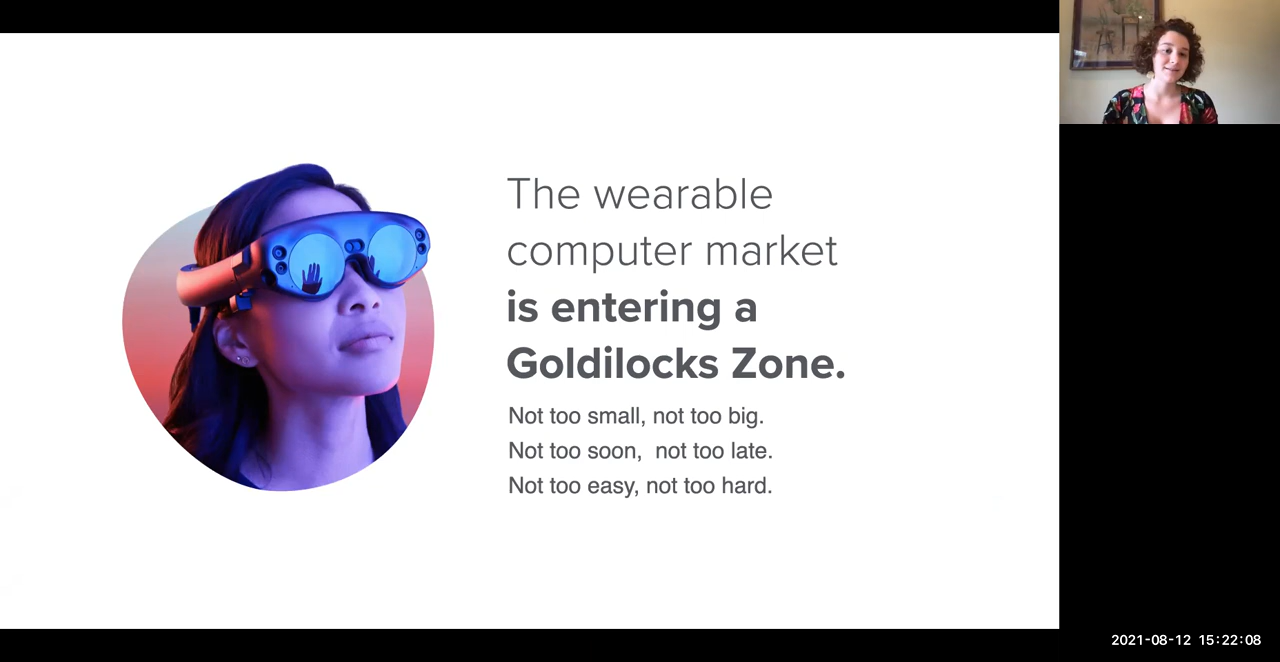 The wearable
computer market
is entering a
Goldilocks Zone.
Not too small, not too big.
Not too soon,  not too late.
Not too easy, not too hard.
2021-08-12 15:22:08